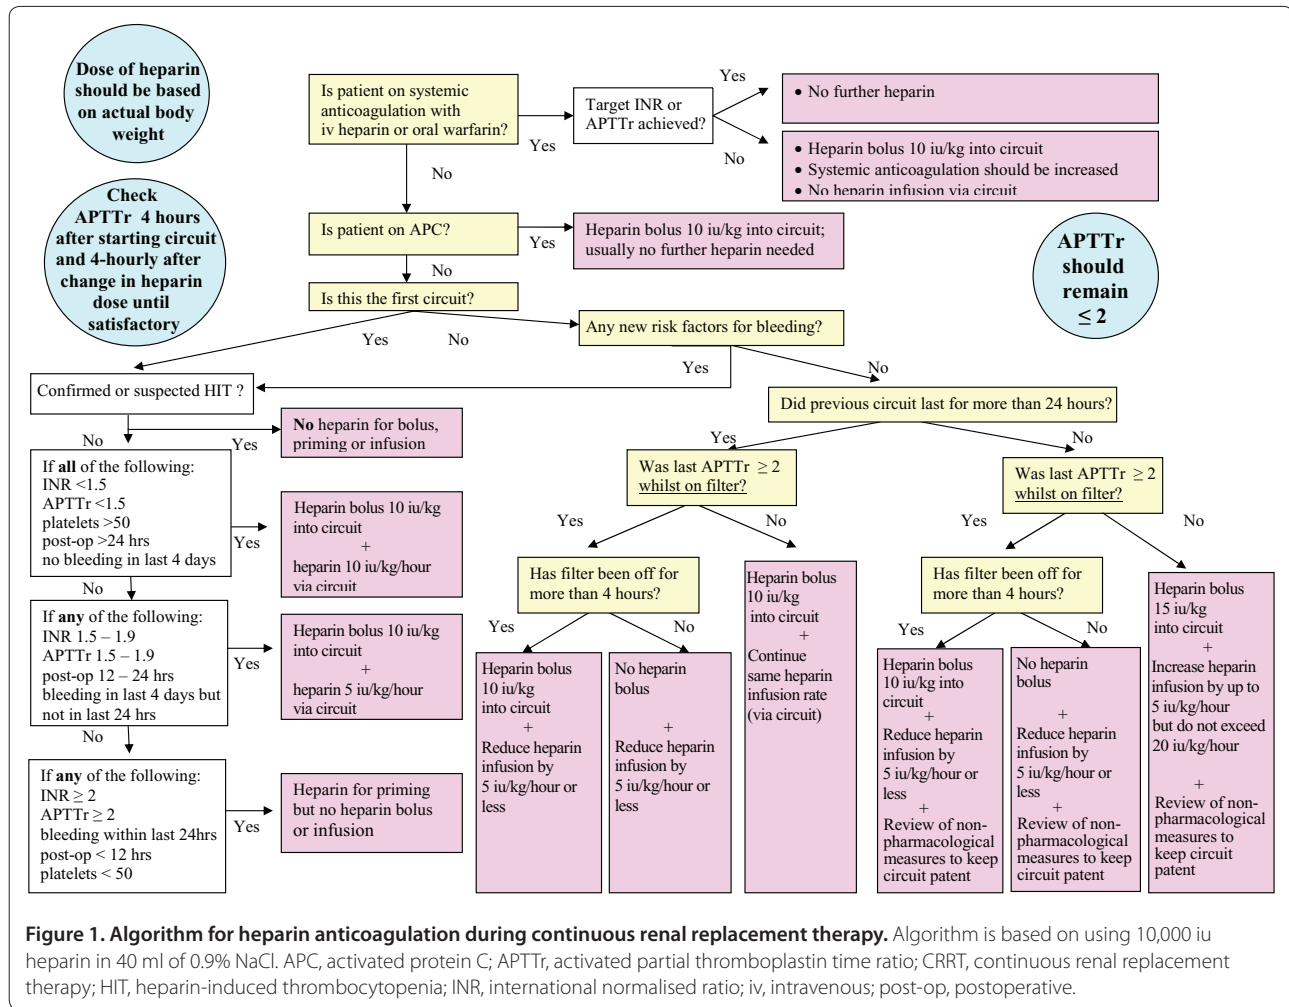 Dose of heparin
should be based
on actual body
weight
Is patient on systemic
anticoagulation with
iv heparin or oral warfarin?
Yes
Target INR or
APTTr achieved?
Yes
• No further heparin
No
• Heparin bolus 10 iu/kg into circuit
• Systemic anticoagulation should be increased
• No heparin infusion via circuit
No
Check
APTTr 4 hours
after starting circuit
and 4-hourly after
change in heparin
dose until
satisfactory
Is patient on APC?
Yes
Heparin bolus 10 iu/kg into circuit;
usually no further heparin needed
APTTr
should
remain
≤ 2
No
Is this the first circuit?
Yes
No
Any new risk factors for bleeding?
Yes
No
Confirmed or suspected HIT ?
No
Yes
No heparin for bolus,
priming or infusion
If all of the following:
INR <1.5
APTTr <1.5
platelets >50
post-op >24 hrs
no bleeding in last 4 days
Yes
Heparin bolus 10 iu/kg
into circuit
+
heparin 10 iu/kg/hour
via circuit
No
If any of the following:
INR 1.5 – 1.9
APTTr 1.5 – 1.9
post-op 12 – 24 hrs
bleeding in last 4 days but
not in last 24 hrs
Yes
Heparin bolus 10 iu/kg
into circuit
+
heparin 5 iu/kg/hour
via circuit
No
If any of the following:
INR ≥ 2
APTTr ≥ 2
bleeding within last 24hrs
post-op < 12 hrs
platelets < 50
Yes
Heparin for priming
but no heparin bolus
or infusion
Did previous circuit last for more than 24 hours?
Yes
No
Was last APTTr ≥ 2
whilst on filter?
Yes
No
Has filter been off for
more than 4 hours?
Yes
No
Heparin bolus
10 iu/kg
into circuit
+
Reduce heparin
infusion by
5 iu/kg/hour or
less
No heparin
bolus
+
Reduce heparin
infusion by
5 iu/kg/hour or
less
Heparin bolus
10 iu/kg
into circuit
+
Continue
same heparin
infusion rate
(via circuit)
Was last APTTr ≥ 2
whilst on filter?
Yes
No
Has filter been off for
more than 4 hours?
Yes
No
Heparin bolus
10 iu/kg into
circuit
+
Reduce heparin
infusion by
5 iu/kg/hour or
less
+
Review of non-
pharmacological
measures to keep
circuit patent
No heparin
bolus
+
Reduce heparin
infusion by
5 iu/kg/hour or
less
+
Review of non-
pharmacological
measures to keep
circuit patent
Heparin bolus
15 iu/kg
into circuit
+
Increase heparin
infusion by up to
5 iu/kg/hour
but do not exceed
20 iu/kg/hour
+
Review of non-
pharmacological
measures to
keep circuit
patent
Figure 1. Algorithm for heparin anticoagulation during continuous renal replacement therapy. Algorithm is based on using 10,000 iu
heparin in 40 ml of 0.9% NaCl. APC, activated protein C; APTTr, activated partial thromboplastin time ratio; CRRT, continuous renal replacement
therapy; HIT, heparin-induced thrombocytopenia; INR, international normalised ratio; iv, intravenous; post-op, postoperative.